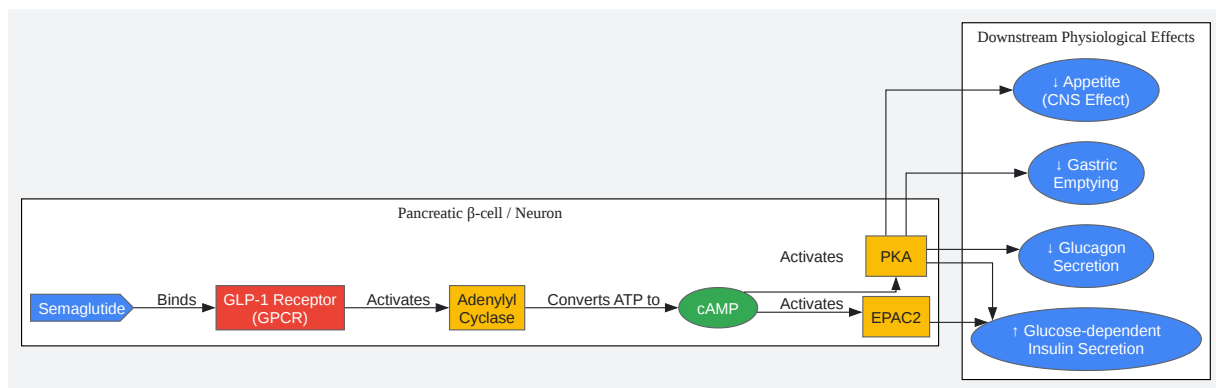 Downstream Physiological Effects
↓ Appetite
(CNS Effect)
↓ Gastric
Emptying
Pancreatic β-cell / Neuron
↓ Glucagon
Secretion
Activates
PKA
Semaglutide
Binds
GLP-1 Receptor
(GPCR)
Activates
Adenylyl
Cyclase
Converts ATP to
cAMP
Activates
EPAC2
↑ Glucose-dependent
Insulin Secretion